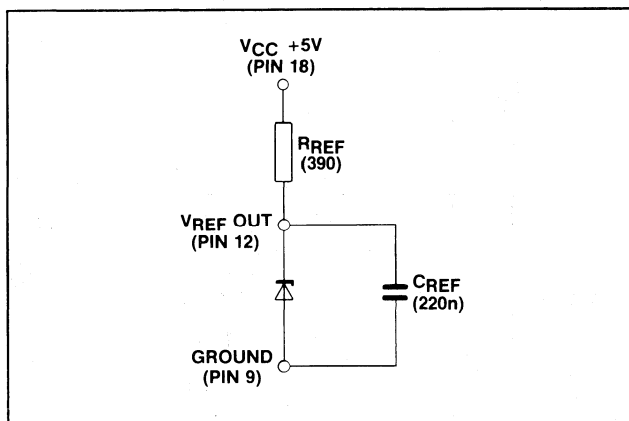 VCC +5V
(PIN 18)
RREF
(390)
VREF OUT
(PIN 12)
CREF
(220n)
GROUND
(PIN 9)